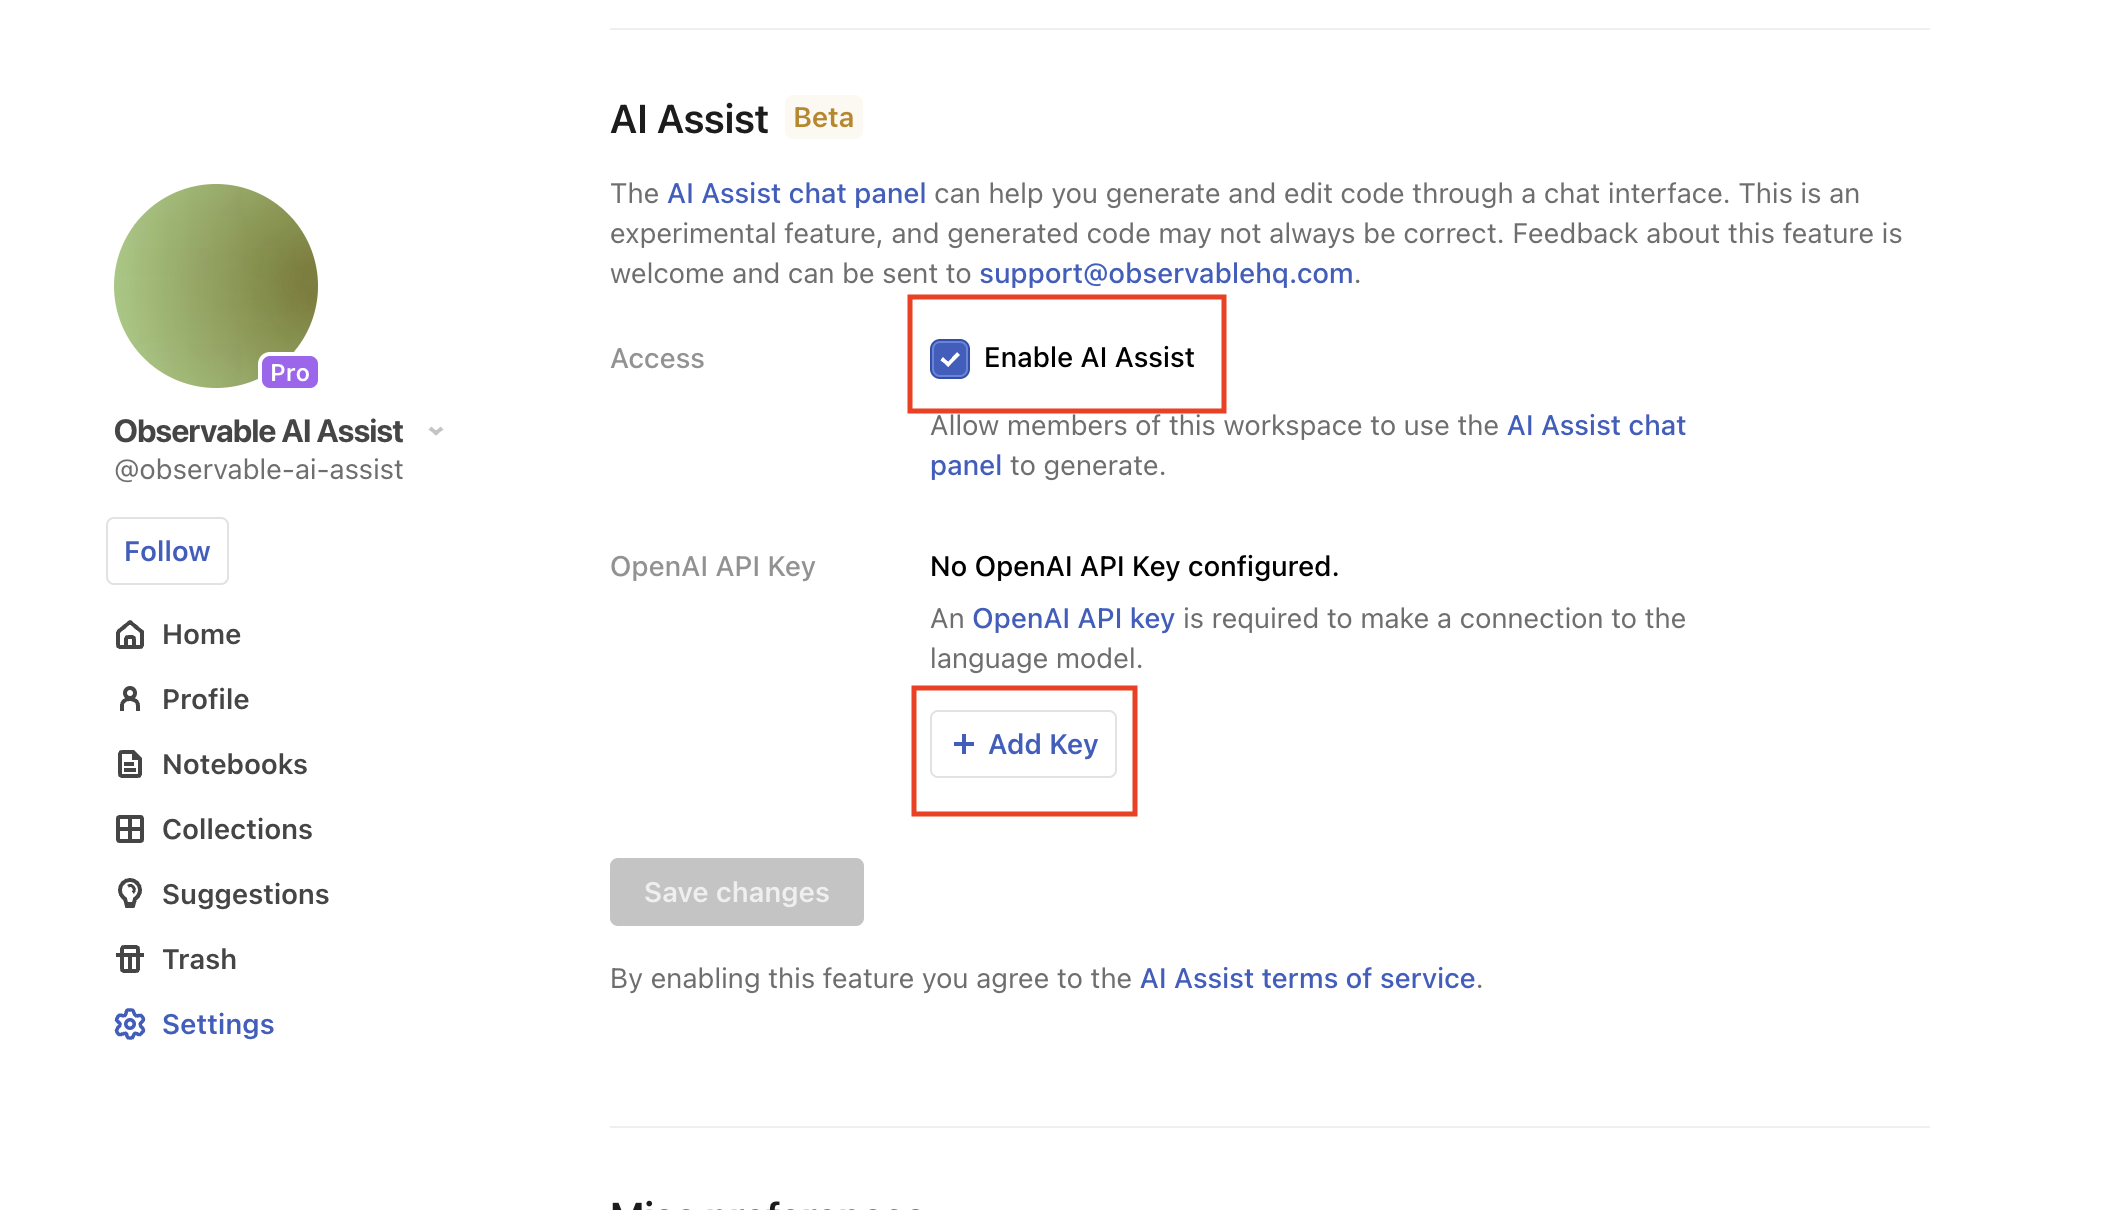 Pro
Observable AI Assist
@observable-ai-assist
Follow
Home
Profile
Notebooks
Collections
Suggestions
Trash
Settings
AI Assist Beta
The AI Assist chat panel can help you generate and edit code through a chat interface. This is an
experimental feature, and generated code may not always be correct. Feedback about this feature is
welcome and can be sent to support@observablehq.com.
Access
Enable AI Assist
Allow members of this workspace to use the AI Assist chat
panel to generate.
OpenAI API Key
No OpenAI API Key configured.
An OpenAI API key is required to make a connection to the
language model.
+ Add Key
Save changes
By enabling this feature you agree to the AI Assist terms of service.